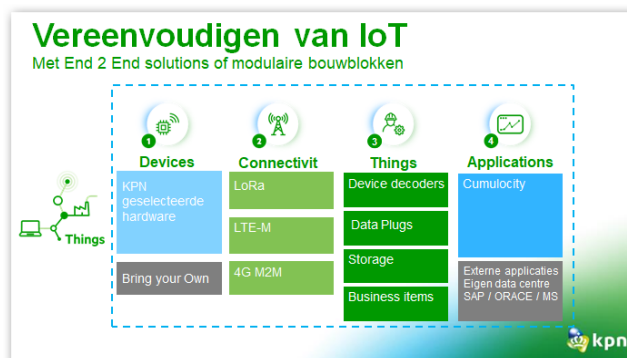 Vereenvoudigen van IoT
Met End 2 End solutions of modulaire bouwblokken
1
Devices
KPN
geselecteerde
hardware
Bring your Own
2
Connectivit
LoRa
LTE-M
4G M2M
3
Things
Device decoders
Data Plugs
Storage
Business items
4
Applications
Cumulocity
Externe applicaties
Eigen data centre
SAP / ORACE / MS
Things
kpn